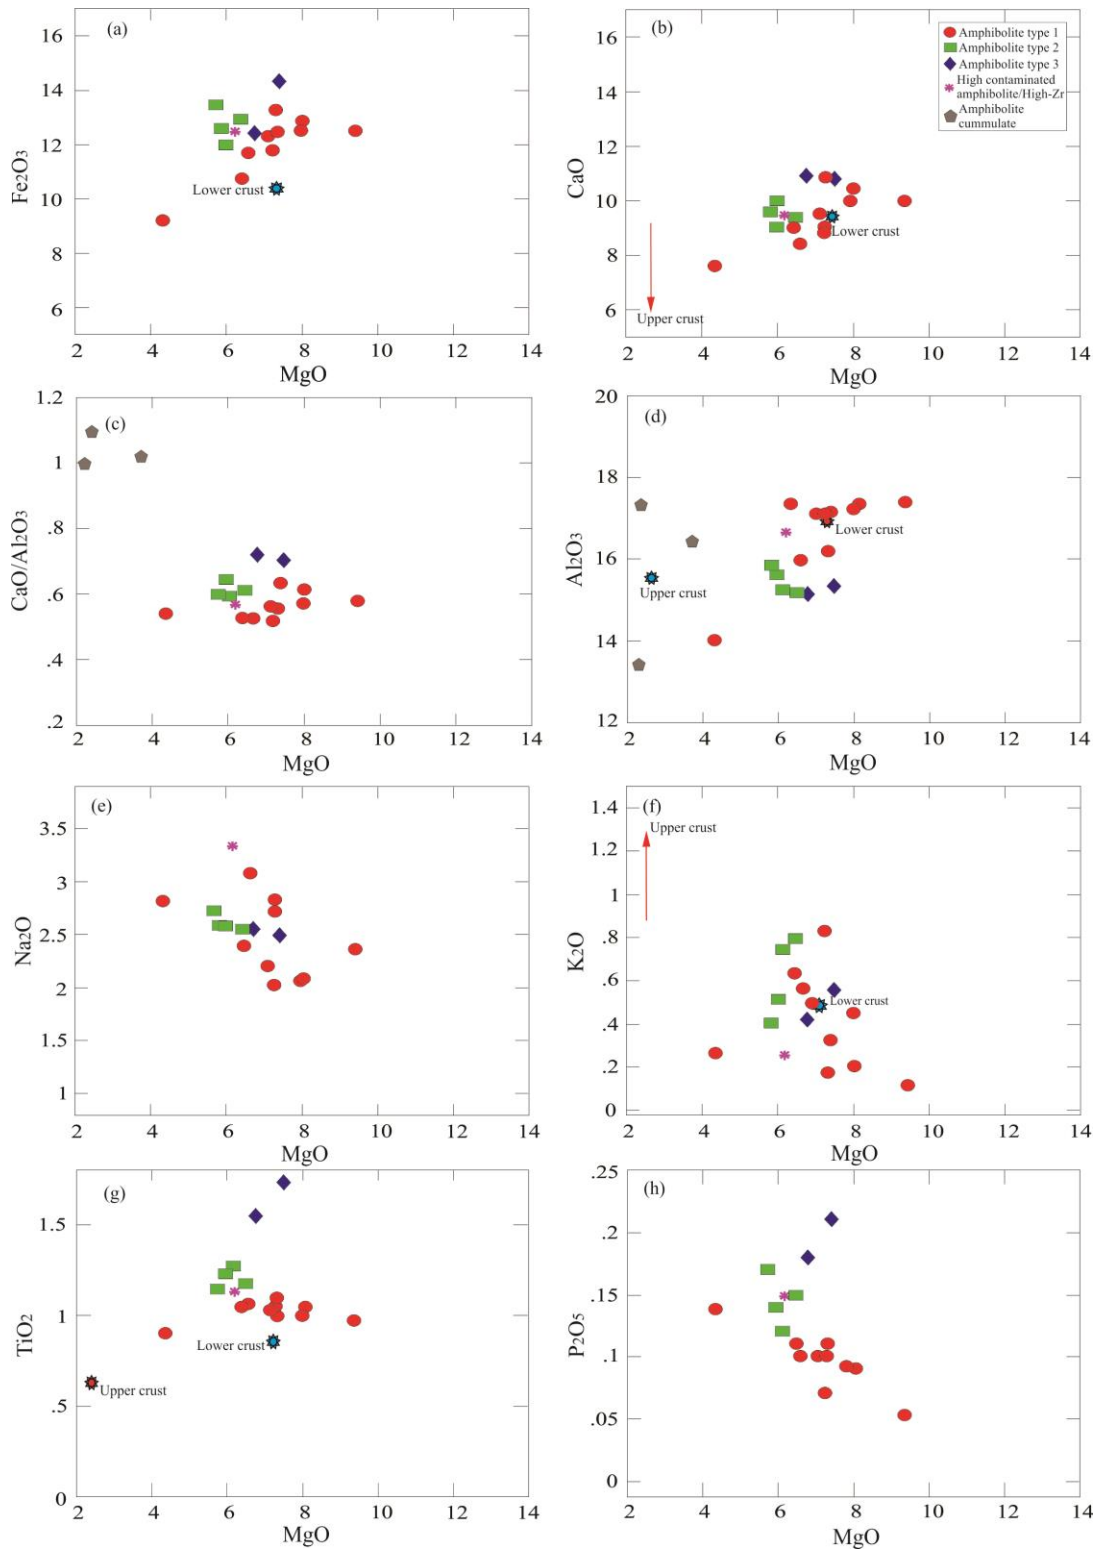 (a)
16
14
12
10
8
6
Fe2O3
Lower crust
2
4
6
8
10
12
14
MgO
(b)
16
14
12
10
8
6
CaO
Amphibolite type 1
Amphibolite type 2
Amphibolite type 3
High contaminated
amphibolite/High-Zr
Amphibolite
cummulate
Lower crust
Upper crust
2
4
6
8
10
12
14
MgO
(c)
1.2
1
.8
.6
.4
.2
CaO/Al2O3
2
4
6
8
10
12
14
MgO
(d)
20
18
16
14
12
Al2O3
Lower crust
Upper crust
2
4
6
8
10
12
14
MgO
(e)
3.5
3
2.5
2
1.5
1
Na2O
2
4
6
8
10
12
14
MgO
(f)
1.4
1.2
1
.8
.6
.4
.2
0
K2O
Upper crust
Lower crust
2
4
6
8
10
12
14
MgO
(g)
1.5
1
.5
0
TiO2
Lower crust
Upper crust
2
4
6
8
10
12
14
MgO
(h)
.25
.2
.15
.1
.05
0
P2O5
2
4
6
8
10
12
14
MgO